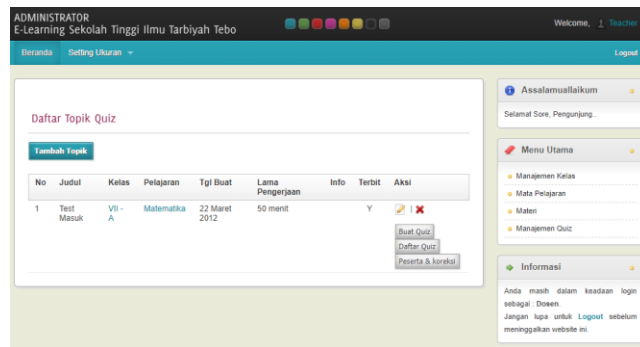 ADMINISTRATOR
E-Learning Sekolah Tinggi Ilmu Tarbiyah Tebo
Welcome, Teacher
Beranda Setting Ukuran
Logout
Daftar Topik Quiz
Tambah Topik
No Judul Kelas Pelajaran Tgl Buat Lama Pengerjaan Info Terbit Aksi
1 Test Masuk VII - A Matematika 22 Maret 2012 50 menit Y |
Buat Quiz
Daftar Quiz
Peserta & koreksi
Assalamuallaikum
Selamat Sore, Pengunjung..
Menu Utama
Manajemen Kelas
Mata Pelajaran
Materi
Manajemen Quiz
Informasi
Anda masih dalam keadaan login
sebagai : Dosen.
Jangan lupa untuk Logout sebelum
meninggalkan website ini.